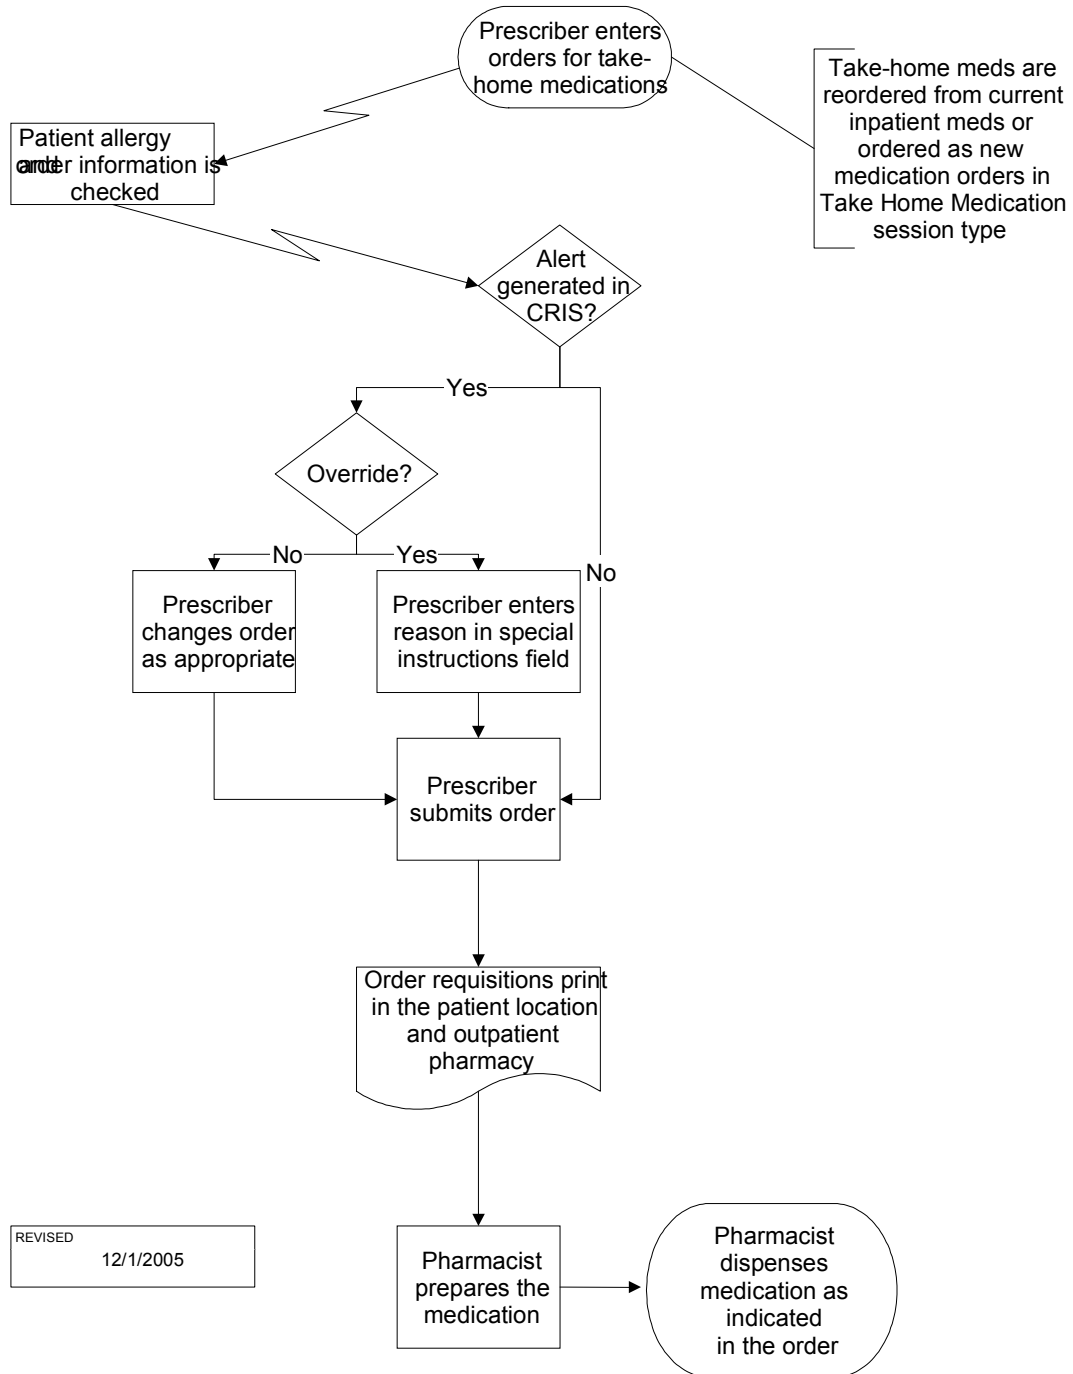 Prescriber enters
orders for take-
home medications
Take-home meds are
reordered from current
inpatient meds or
ordered as new
medication orders in
Take Home Medication
session type
Patient allergy
and
order information is
checked
Alert
generated in
CRIS?
Yes
No
Override?
No
Yes
Prescriber
changes order
as appropriate
Prescriber enters
reason in special
instructions field
Prescriber
submits order
Order requisitions print
in the patient location
and outpatient
pharmacy
Pharmacist
prepares the
medication
Pharmacist
dispenses
medication as
indicated
in the order
REVISED
12/1/2005